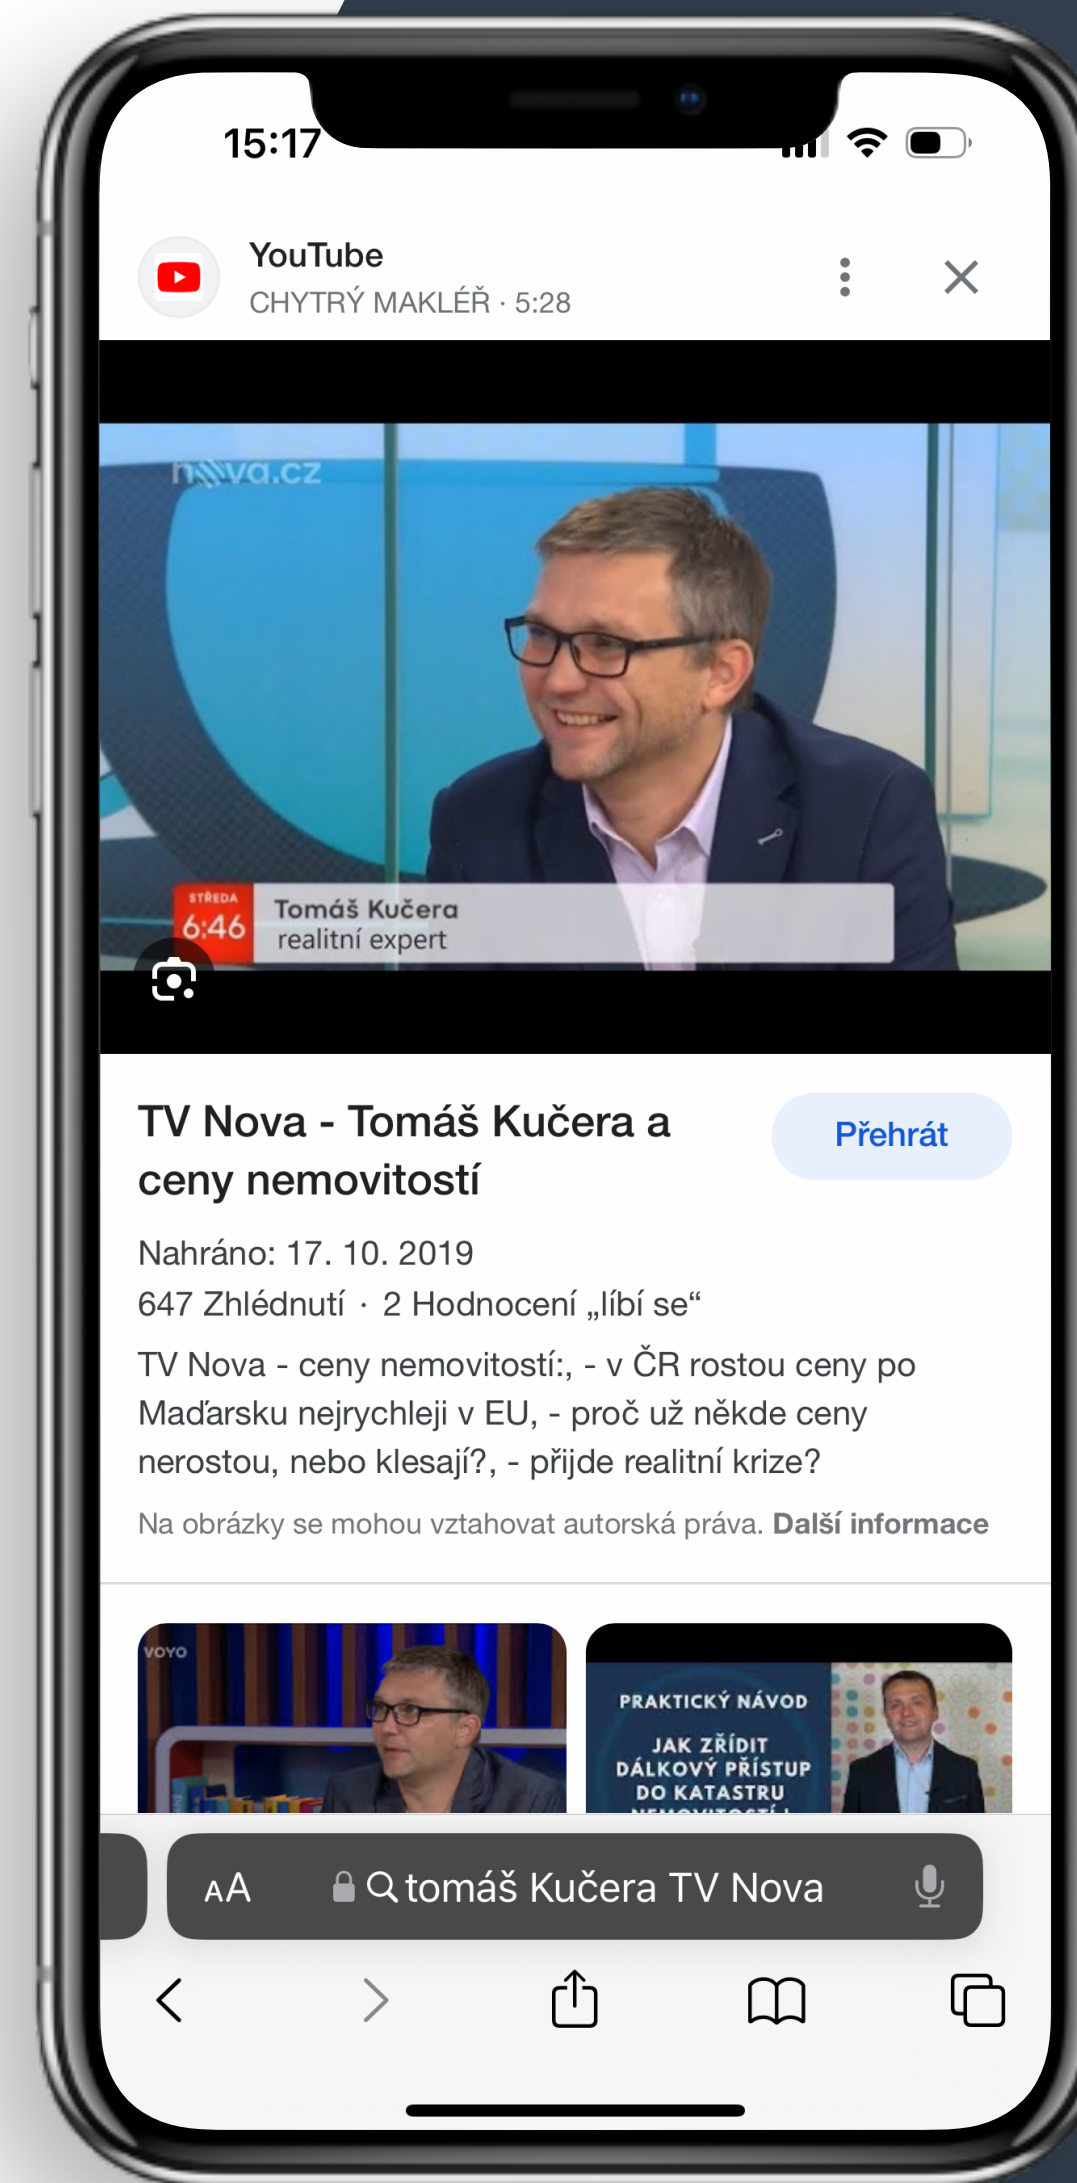 15:17
YouTube
CHYTRÝ MAKLÉŘ · 5:28
nova.cz
STŘEDA
6:46
Tomáš Kučera
realitní expert
TV Nova - Tomáš Kučera a
ceny nemovitostí
Přehrát
Nahráno: 17. 10. 2019
647 Zhlédnutí · 2 Hodnocení „líbí se“
TV Nova - ceny nemovitostí:, - v ČR rostou ceny po
Maďarsku nejrychleji v EU, - proč už někde ceny
nerostou, nebo klesají?, - přijde realitní krize?
Na obrázky se mohou vztahovat autorská práva. Další informace
VOYO
PRAKTICKÝ NÁVOD
JAK ZŘÍDIT
DÁLKOVÝ PŘÍSTUP
DO KATASTRU
AA
tomáš Kučera TV Nova